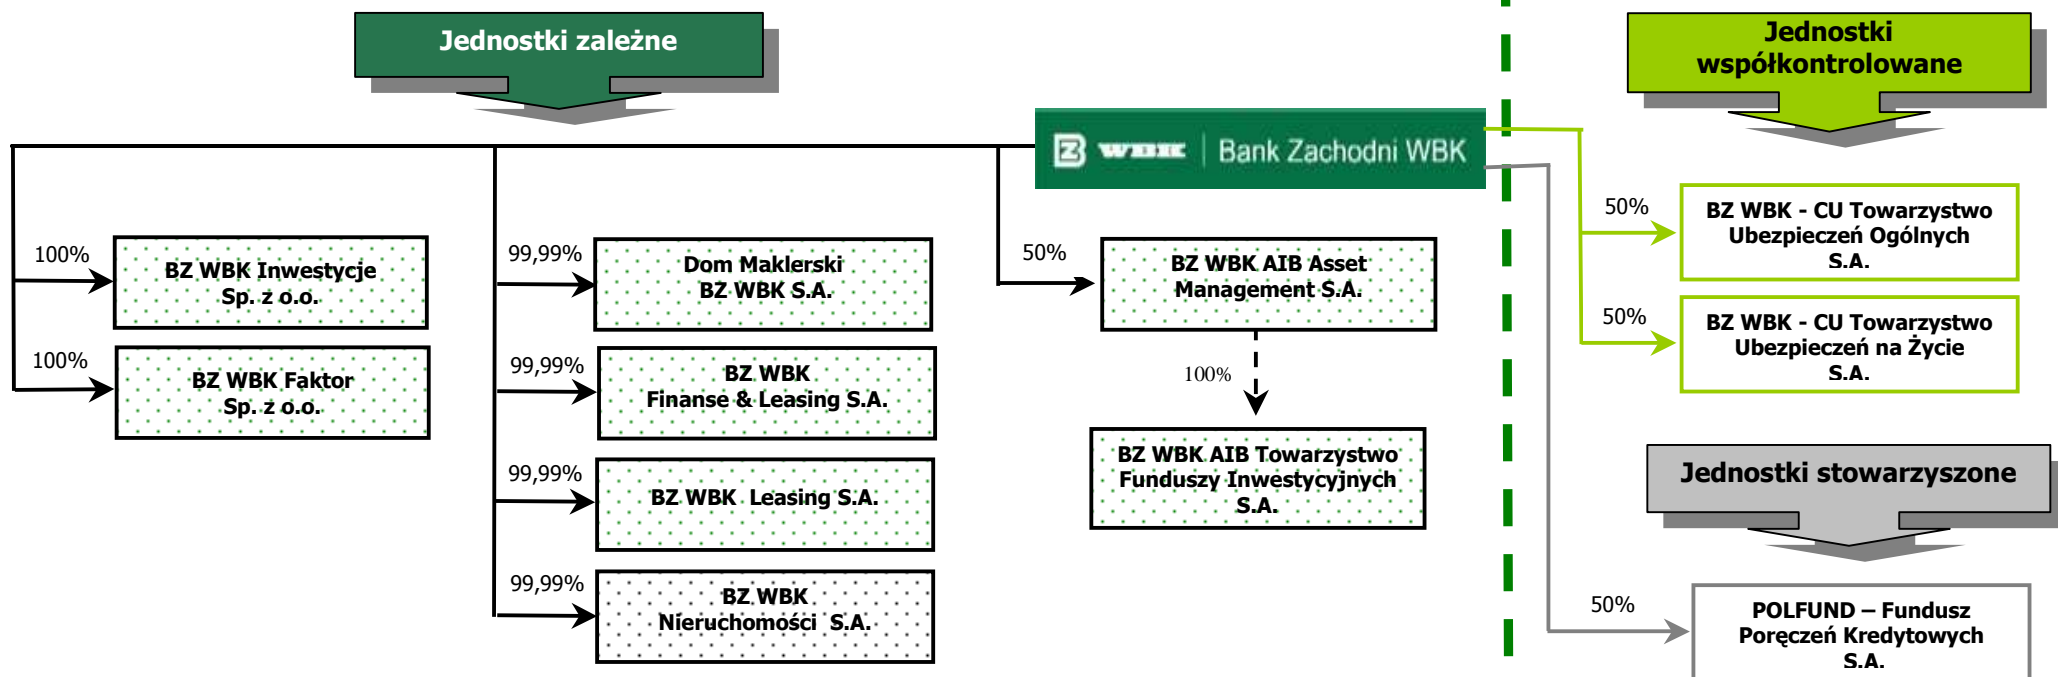 Jednostki zależne
Jednostki
współkontrolowane
BZ WBK | Bank Zachodni WBK
100%
BZ WBK Inwestycje
Sp. z o.o.
100%
BZ WBK Faktor
Sp. z o.o.
99,99%
Dom Maklerski
BZ WBK S.A.
99,99%
BZ WBK
Finanse & Leasing S.A.
99,99%
BZ WBK Leasing S.A.
99,99%
BZ WBK
Nieruchomości S.A.
50%
BZ WBK AIB Asset
Management S.A.
100%
BZ WBK AIB Towarzystwo
Funduszy Inwestycyjnych
S.A.
50%
BZ WBK - CU Towarzystwo
Ubezpieczeń Ogólnych
S.A.
50%
BZ WBK - CU Towarzystwo
Ubezpieczeń na Życie
S.A.
Jednostki stowarzyszone
50%
POLFUND – Fundusz
Poręczeń Kredytowych
S.A.